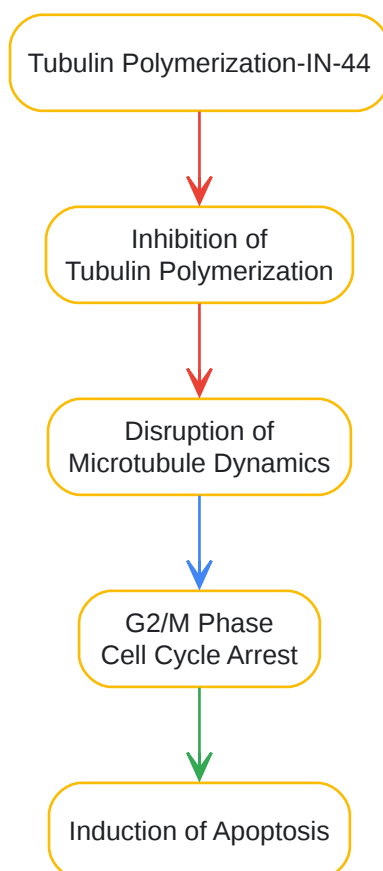 Tubulin Polymerization-IN-44
Inhibition of
Tubulin Polymerization
Disruption of
Microtubule Dynamics
G2/M Phase
Cell Cycle Arrest
Induction of Apoptosis